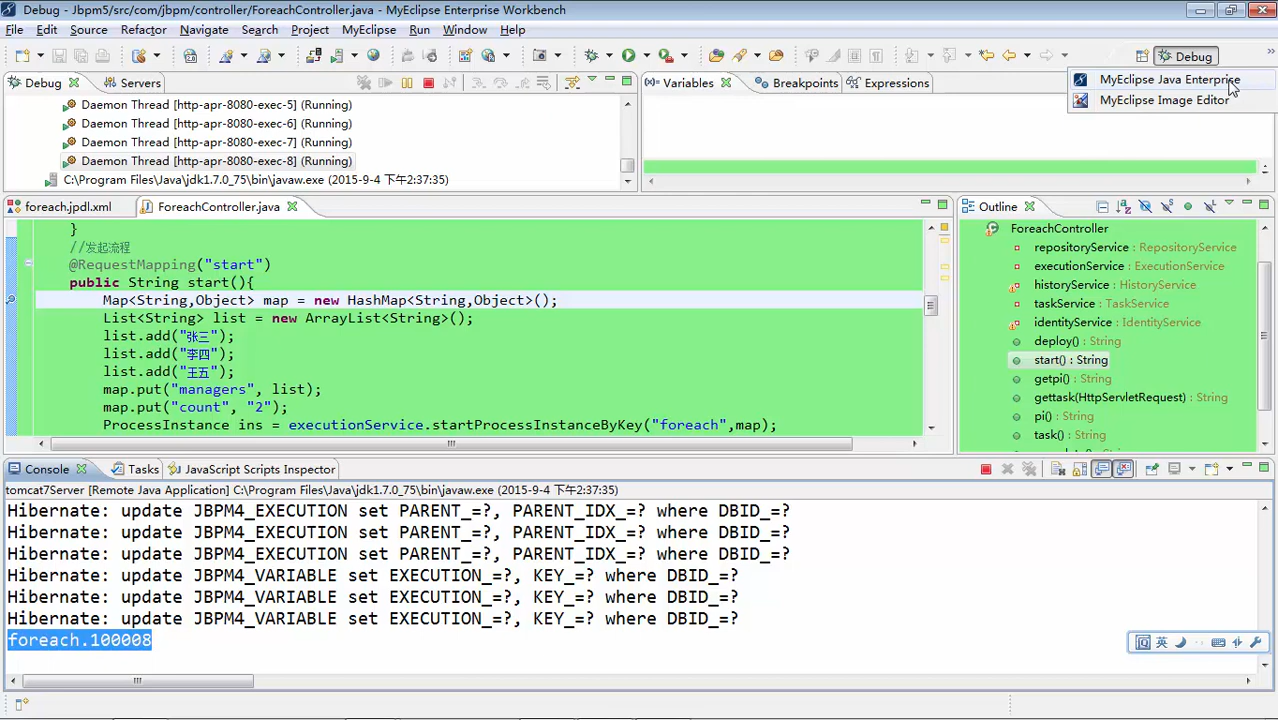 Debug - Jbpm5/src/com/jbpm/controller/ForeachController.java - MyEclipse Enterprise Workbench
File Edit Source Refactor Navigate Search Project MyEclipse Run Window Help
Debug
MyEclipse Java Enterprise
MyEclipse Image Editor
Debug Servers
Daemon Thread [http-apr-8080-exec-5] (Running)
Daemon Thread [http-apr-8080-exec-6] (Running)
Daemon Thread [http-apr-8080-exec-7] (Running)
Daemon Thread [http-apr-8080-exec-8] (Running)
C:\Program Files\Java\jdk1.7.0_75\bin\javaw.exe (2015-9-4 下午2:37:35)
(x)= Variables Breakpoints Expressions
foreach.jpdl.xml ForeachController.java
}
//发起流程
@RequestMapping("start")
public String start(){
Map<String,Object> map = new HashMap<String,Object>();
List<String> list = new ArrayList<String>();
list.add("张三");
list.add("李四");
list.add("王五");
map.put("managers", list);
map.put("count", "2");
ProcessInstance ins = executionService.startProcessInstanceByKey("foreach",map);
Outline
ForeachController
repositoryService : RepositoryService
executionService : ExecutionService
historyService : HistoryService
taskService : TaskService
identityService : IdentityService
deploy() : String
start() : String
getpi() : String
gettask(HttpServletRequest) : String
pi() : String
task() : String
Console Tasks JavaScript Scripts Inspector
tomcat7Server [Remote Java Application] C:\Program Files\Java\jdk1.7.0_75\bin\javaw.exe (2015-9-4 下午2:37:35)
Hibernate: update JBPM4_EXECUTION set PARENT_=?, PARENT_IDX_=? where DBID_=?
Hibernate: update JBPM4_EXECUTION set PARENT_=?, PARENT_IDX_=? where DBID_=?
Hibernate: update JBPM4_EXECUTION set PARENT_=?, PARENT_IDX_=? where DBID_=?
Hibernate: update JBPM4_VARIABLE set EXECUTION_=?, KEY_=? where DBID_=?
Hibernate: update JBPM4_VARIABLE set EXECUTION_=?, KEY_=? where DBID_=?
Hibernate: update JBPM4_VARIABLE set EXECUTION_=?, KEY_=? where DBID_=?
foreach.100008
英